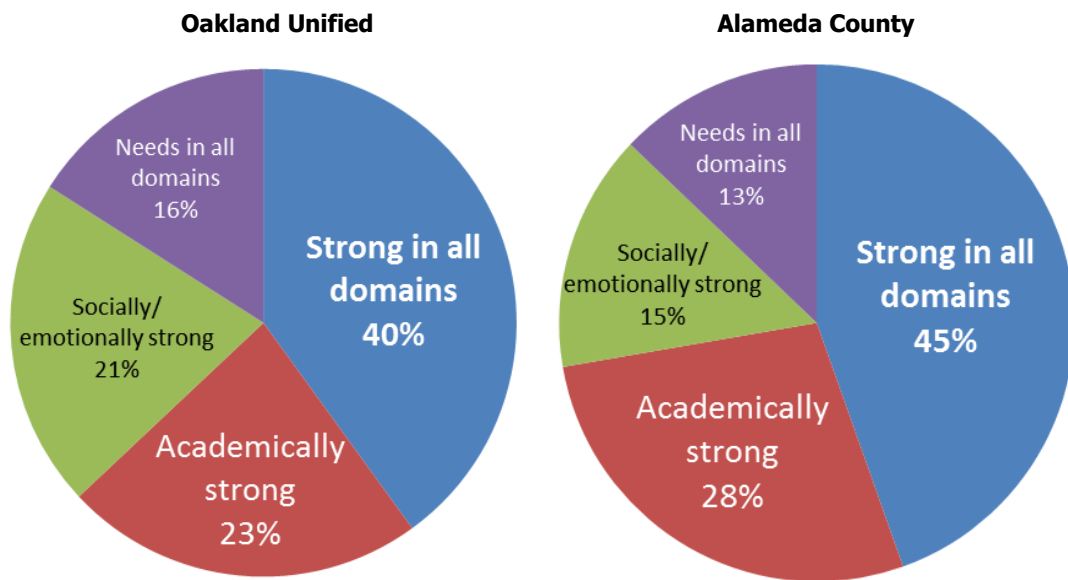 Oakland Unified
Needs in all
domains
16%
Strong in all
domains
40%
Socially/
emotionally strong
21%
Academically
strong
23%
Alameda County
Needs in all
domains
13%
Strong in all
domains
45%
Socially/
emotionally strong
15%
Academically
strong
28%